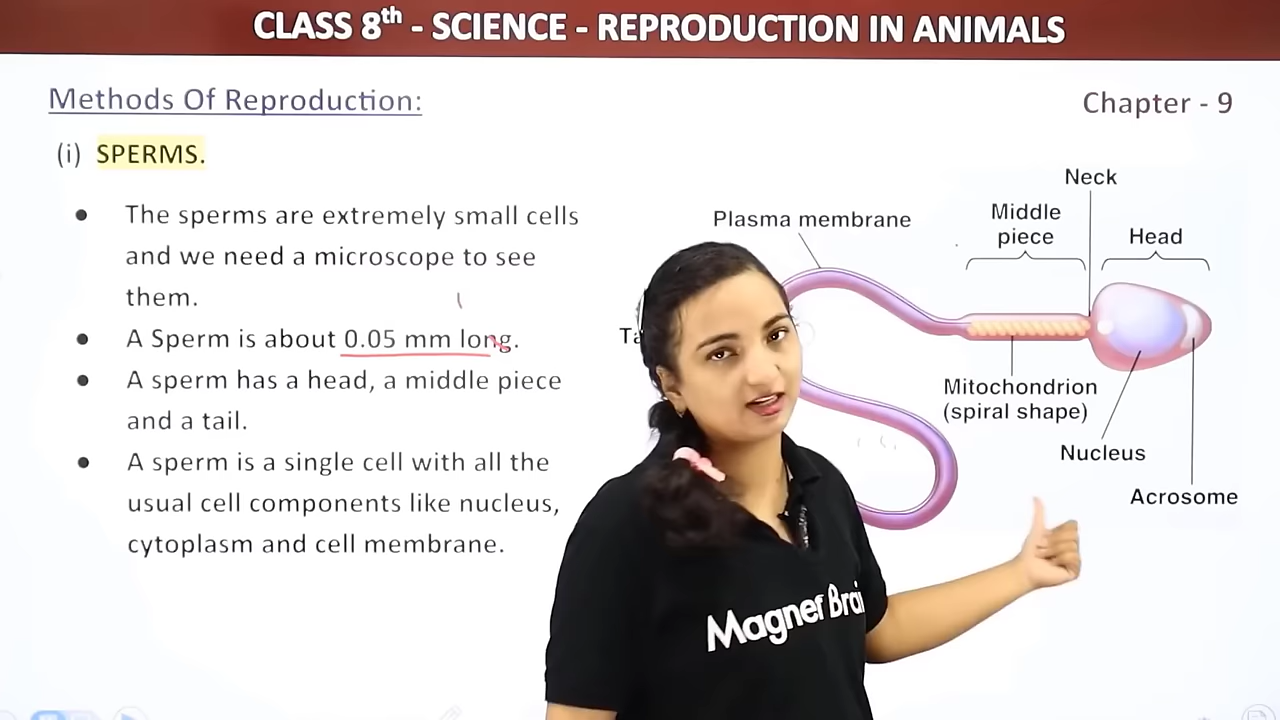 CLASS 8th - SCIENCE - REPRODUCTION IN ANIMALS
Methods Of Reproduction:
Chapter - 9
(i) SPERMS.
• The sperms are extremely small cells
and we need a microscope to see
them.
• A Sperm is about 0.05 mm long.
• A sperm has a head, a middle piece
and a tail.
• A sperm is a single cell with all the
usual cell components like nucleus,
cytoplasm and cell membrane.
Neck
Plasma membrane
Middle
piece
Head
Mitochondrion
(spiral shape)
Nucleus
Acrosome
Magnet Brai